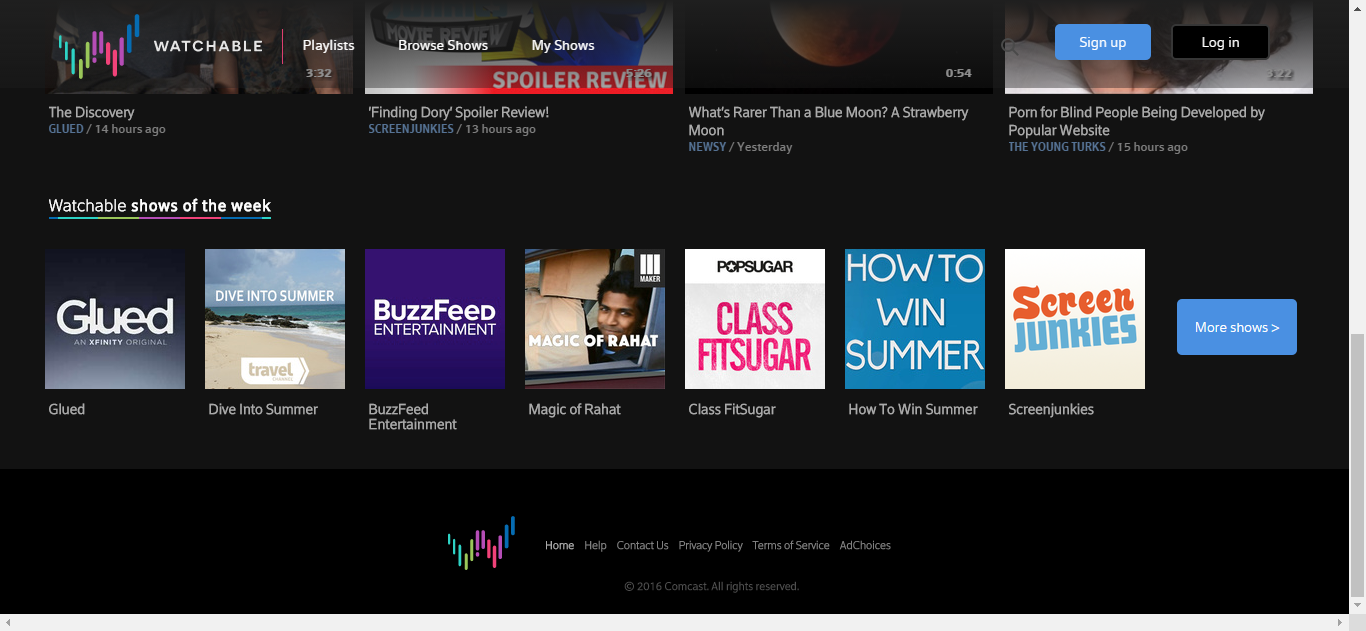 WATCHABLE
Playlists
Browse Shows
My Shows
Sign up
Log in
MOVIE REVIEW
SPOILER REVIEW
3:32
5:26
0:54
3:22
The Discovery
GLUED / 14 hours ago
'Finding Dory' Spoiler Review!
SCREENJUNKIES / 13 hours ago
What's Rarer Than a Blue Moon? A Strawberry
Moon
NEWSY / Yesterday
Porn for Blind People Being Developed by
Popular Website
THE YOUNG TURKS / 15 hours ago
Watchable shows of the week
Glued
AN XFINITY ORIGINAL
DIVE INTO SUMMER
travel
CHANNEL
BuzzFeed
ENTERTAINMENT
MAKER
MAGIC OF RAHAT
POPSUGAR
CLASS
FITSUGAR
HOW TO
WIN
SUMMER
Screen
JUNKIES
More shows >
Glued
Dive Into Summer
BuzzFeed
Entertainment
Magic of Rahat
Class FitSugar
How To Win Summer
Screenjunkies
Home
Help
Contact Us
Privacy Policy
Terms of Service
AdChoices
© 2016 Comcast. All rights reserved.